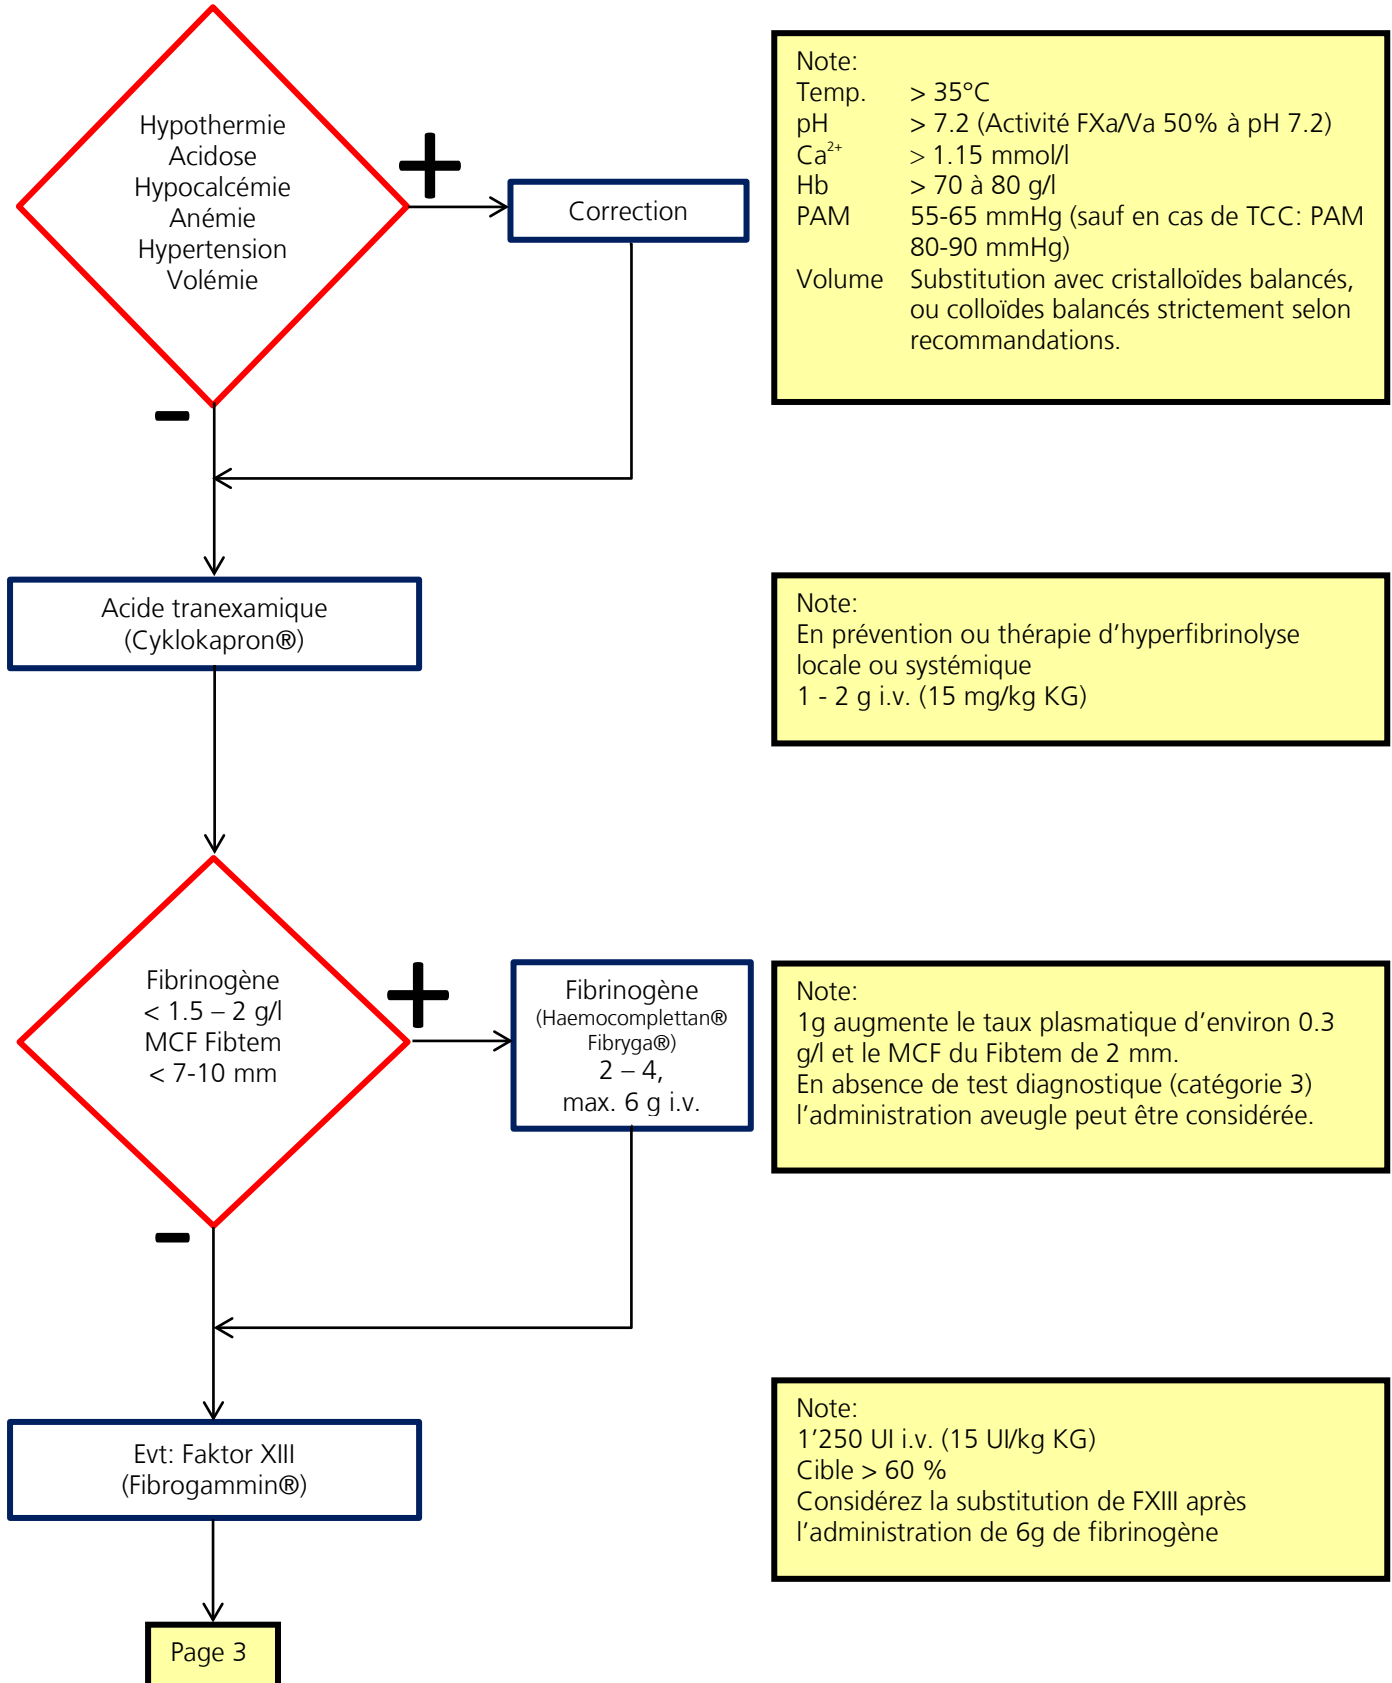 Hypothermie
Acidose
Hypocalcémie
Anémie
Hypertension
Volémie
+
Correction
-
Note:
Temp. > 35°C
pH > 7.2 (Activité FXa/Va 50% à pH 7.2)
Ca²⁺ > 1.15 mmol/l
Hb > 70 à 80 g/l
PAM 55-65 mmHg (sauf en cas de TCC: PAM
80-90 mmHg)
Volume Substitution avec cristalloïdes balancés,
ou colloïdes balancés strictement selon
recommandations.
Acide tranexamique
(Cyklokapron®)
Note:
En prévention ou thérapie d’hyperfibrinolyse
locale ou systémique
1 - 2 g i.v. (15 mg/kg KG)
Fibrinogène
< 1.5 – 2 g/l
MCF Fibtem
< 7-10 mm
+
Fibrinogène
(Haemocomplettan®
Fibryga®)
2 – 4,
max. 6 g i.v.
-
Note:
1g augmente le taux plasmatique d’environ 0.3
g/l et le MCF du Fibtem de 2 mm.
En absence de test diagnostique (catégorie 3)
l’administration aveugle peut être considérée.
Evt: Faktor XIII
(Fibrogammin®)
Note:
1’250 UI i.v. (15 UI/kg KG)
Cible > 60 %
Considérez la substitution de FXIII après
l’administration de 6g de fibrinogène
Page 3